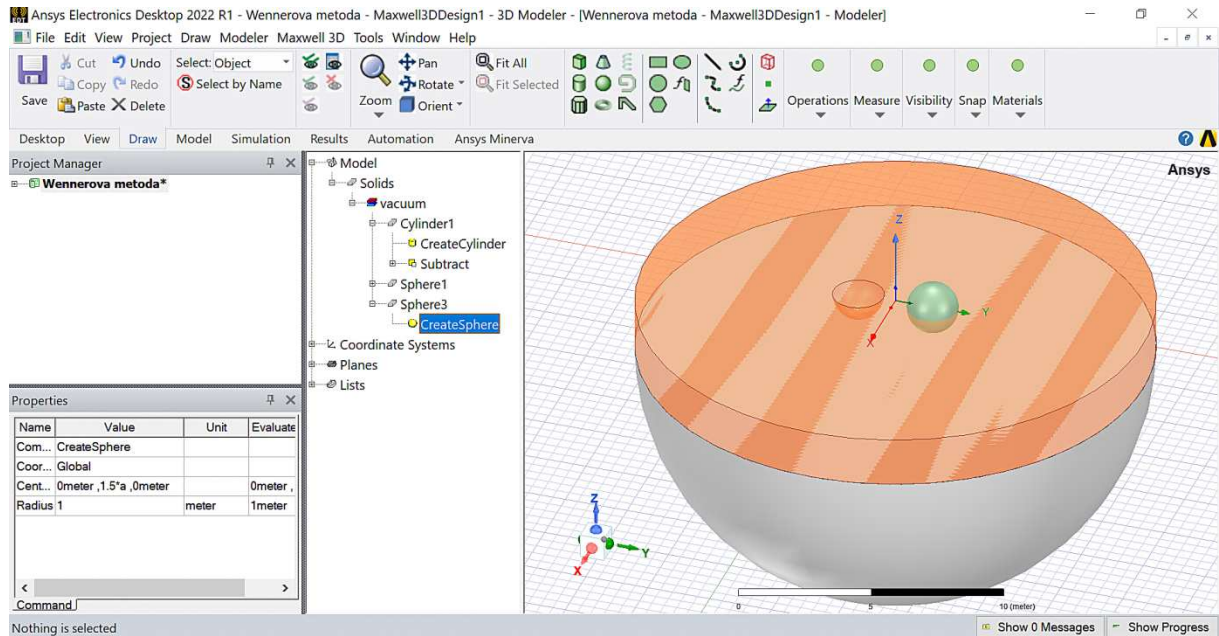 Ansys Electronics Desktop 2022 R1 - Wennerova metoda - Maxwell3DDesign1 - 3D Modeler - [Wennerova metoda - Maxwell3DDesign1 - Modeler]
File Edit View Project Draw Modeler Maxwell 3D Tools Window Help
Save
Cut Undo
Copy Redo
Paste Delete
Select: Object
Select by Name
Zoom
Pan
Rotate
Orient
Fit All
Fit Selected
Operations Measure Visibility Snap Materials
Desktop View Draw Model Simulation Results Automation Ansys Minerva
Project Manager
Wennerova metoda*
Model
Solids
vacuum
Cylinder1
CreateCylinder
Subtract
Sphere1
Sphere3
CreateSphere
Coordinate Systems
Planes
Lists
Properties
Name Value Unit Evaluate
Com... CreateSphere
Coor... Global
Cent... 0meter ,1.5*a ,0meter 0meter ,
Radius 1 meter 1meter
Command
Ansys
Z
Y
X
Z
Y
X
0 5 10 (meter)
Nothing is selected
Show 0 Messages Show Progress